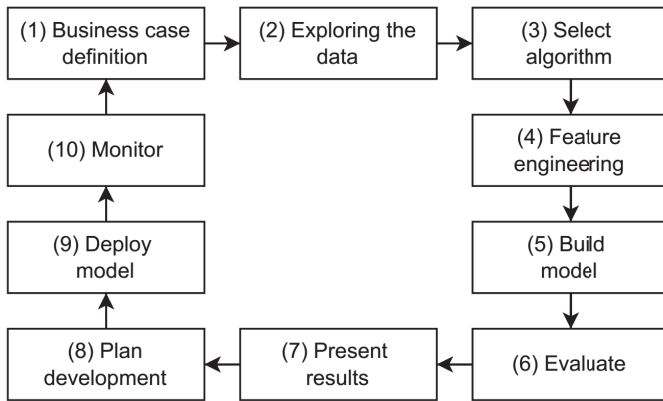 (1) Business case
definition
(2) Exploring the
data
(3) Select
algorithm
(4) Feature
engineering
(5) Build
model
(6) Evaluate
(7) Present
results
(8) Plan
development
(9) Deploy
model
(10) Monitor